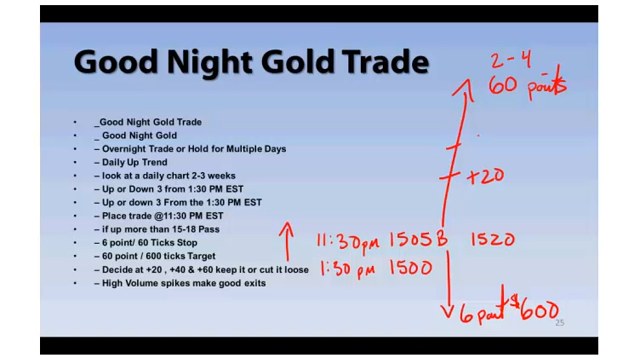 Good Night Gold Trade
2-4
60 points
• _Good Night Gold Trade
• _ Good Night Gold
• – Overnight Trade or Hold for Multiple Days
• – Daily Up Trend
• – look at a daily chart 2-3 weeks
• – Up or Down 3 from 1:30 PM EST
• – Up or down 3 From the 1:30 PM EST
• – Place trade @11:30 PM EST
• – if up more than 15-18 Pass
• – 6 point/ 60 Ticks Stop
• – 60 point / 600 ticks Target
• – Decide at +20 , +40 & +60 keep it or cut it loose
• – High Volume spikes make good exits
+20
11:30pm 1505 B 1520
1:30 pm 1500
6 point $600
25